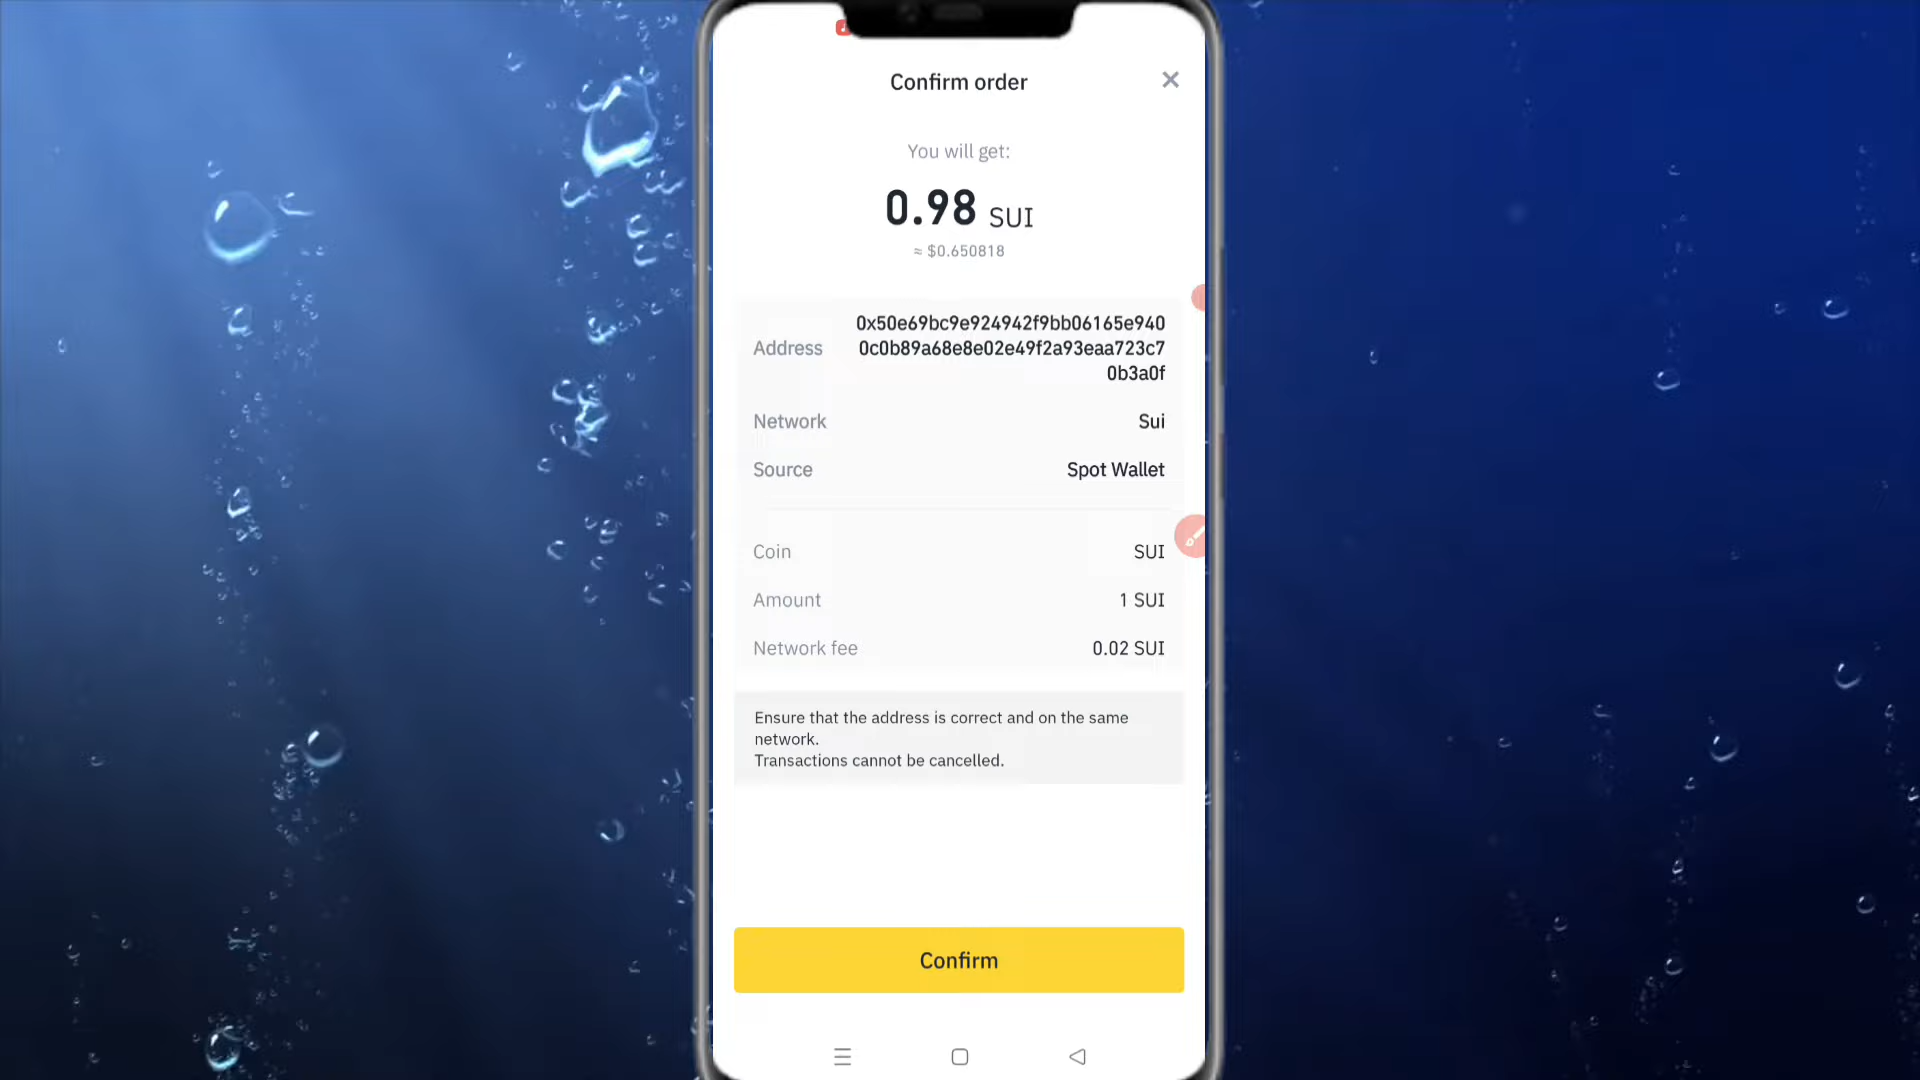 Confirm order
You will get:
0.98 SUI
≈ $0.650818
Address
0x50e69bc9e924942f9bb06165e940
0c0b89a68e8e02e49f2a93eaa723c7
0b3a0f
Network Sui
Source Spot Wallet
Coin SUI
Amount 1 SUI
Network fee 0.02 SUI
Ensure that the address is correct and on the same
network.
Transactions cannot be cancelled.
Confirm